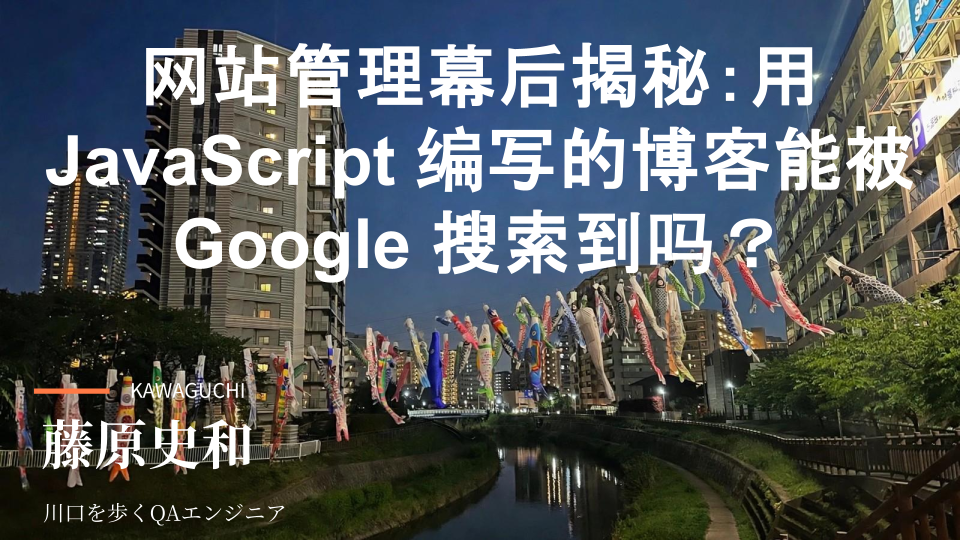 网站管理幕后揭秘：用
JavaScript 编写的博客能被
Google 搜索到吗？
KAWAGUCHI
藤原史和
川口を歩くQAエンジニア